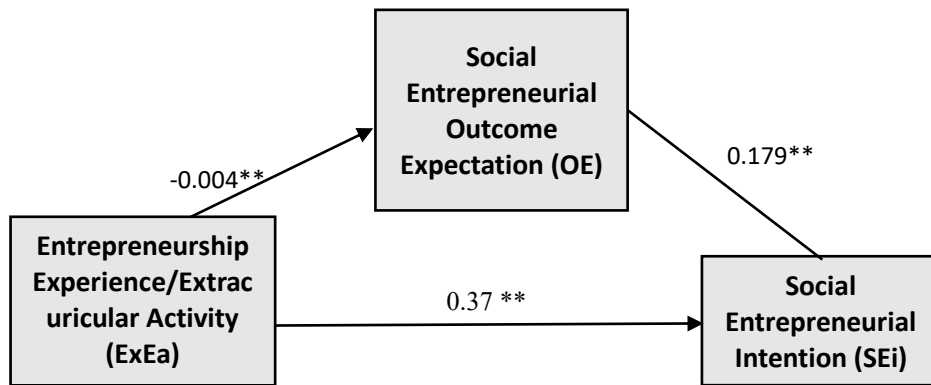 Social
Entrepreneurial
Outcome
Expectation (OE)
-0.004**
0.179**
Entrepreneurship
Experience/Extrac
uricular Activity
(ExEa)
0.37 **
Social
Entrepreneurial
Intention (SEi)